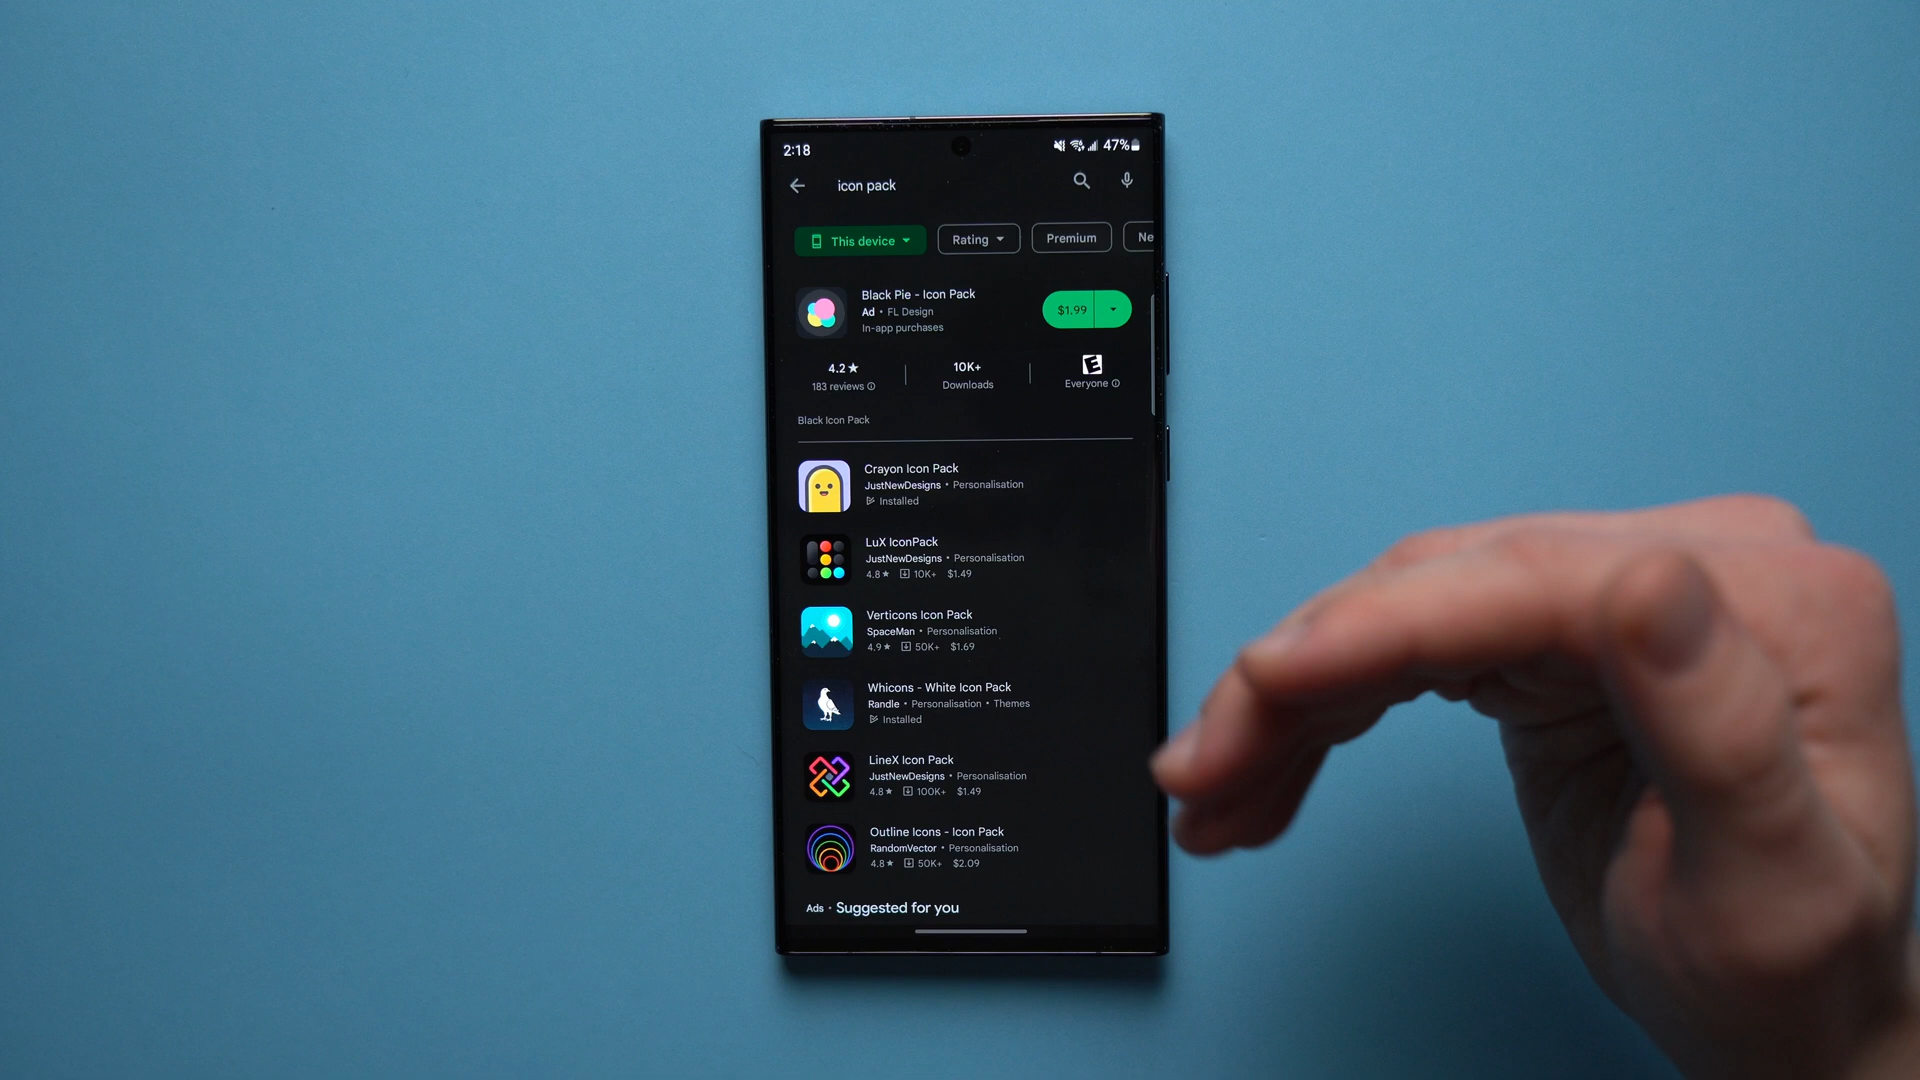 2:18
47%
icon pack
This device
Rating
Premium
Ne
Black Pie - Icon Pack
Ad • FL Design
In-app purchases
$1.99
4.2★
183 reviews
10K+
Downloads
E
Everyone
Black Icon Pack
Crayon Icon Pack
JustNewDesigns • Personalisation
Installed
LuX IconPack
JustNewDesigns • Personalisation
4.8★ 10K+ $1.49
Verticons Icon Pack
SpaceMan • Personalisation
4.9★ 50K+ $1.69
Whicons - White Icon Pack
Randle • Personalisation • Themes
Installed
LineX Icon Pack
JustNewDesigns • Personalisation
4.8★ 100K+ $1.49
Outline Icons - Icon Pack
RandomVector • Personalisation
4.8★ 50K+ $2.09
Ads • Suggested for you